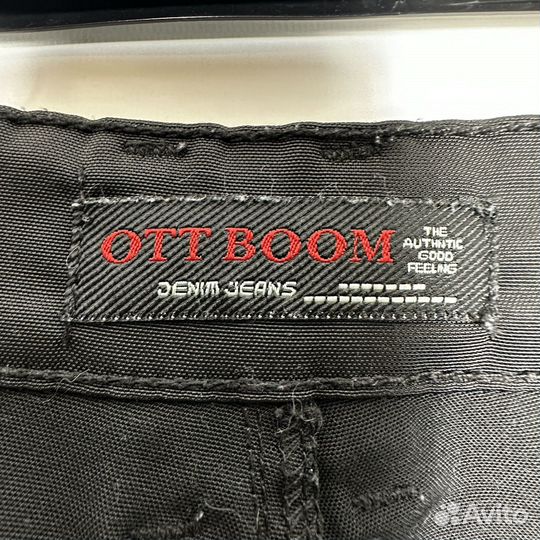 OTT BOOM
THE
AUTHNTIC
GOOD
FEELING
DENIM JEANS
Avito